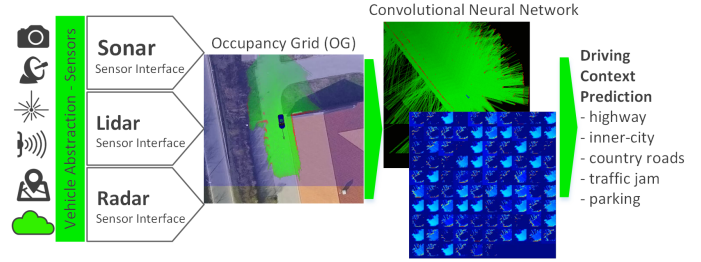 Convolutional Neural Network
Occupancy Grid (OG)
Vehicle Abstraction - Sensors
Sonar
Sensor Interface
Lidar
Sensor Interface
Radar
Sensor Interface
Driving
Context
Prediction
- highway
- inner-city
- country roads
- traffic jam
- parking